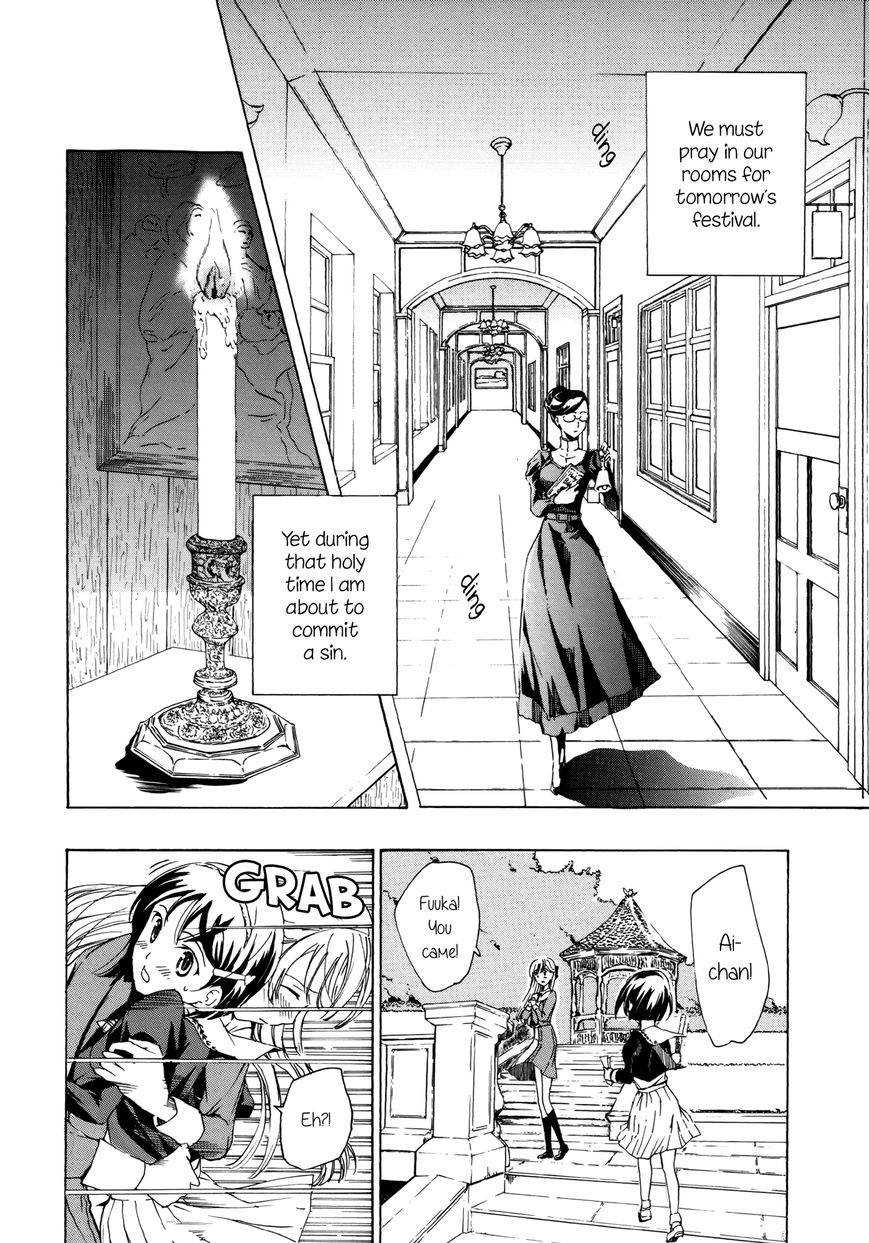 We must
pray in our
rooms for
tomorrow's
festival.
ding
ding
Yet during
that holy
time I am
about to
commit
a sin.
Ai-
chan!
Fuuka!
You
came!
GRAB
Eh?!